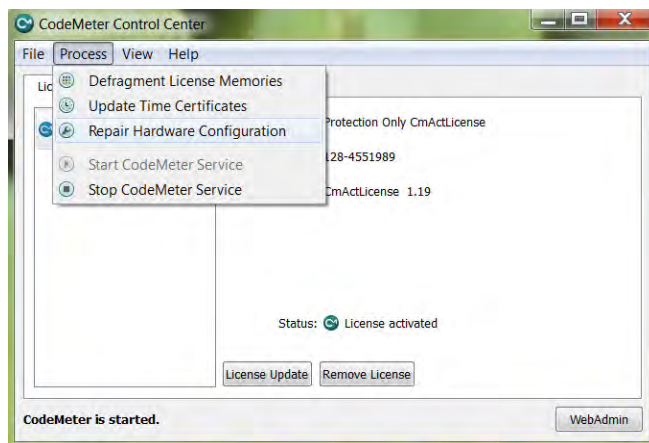 CodeMeter Control Center
File Process View Help
Lic
Defragment License Memories
Update Time Certificates
Repair Hardware Configuration
Start CodeMeter Service
Stop CodeMeter Service
Protection Only CmActLicense
128-4551989
CmActLicense 1.19
Status: License activated
License Update Remove License
CodeMeter is started. WebAdmin